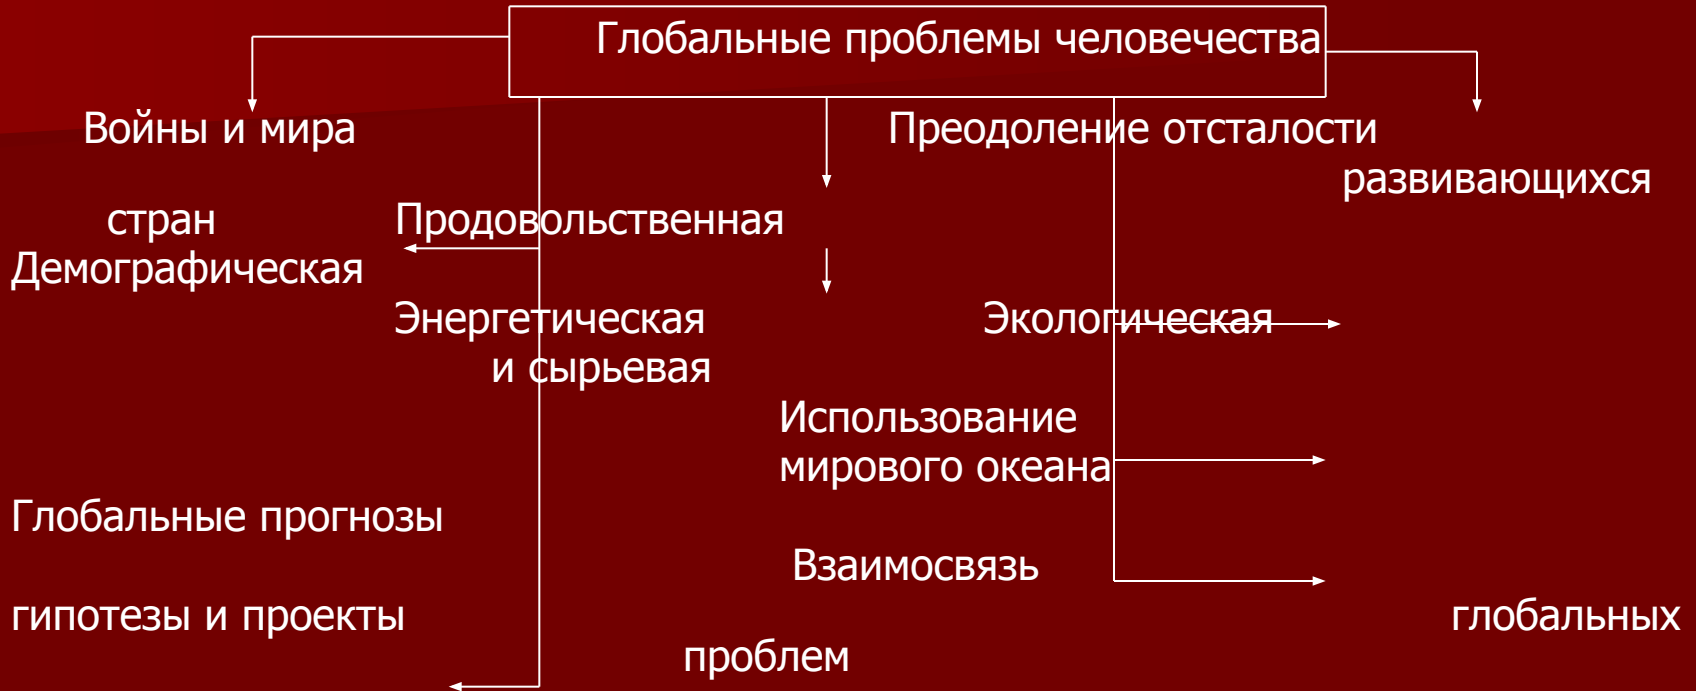 Глобальные проблемы человечества
Войны и мира Преодоление отсталости
развивающихся
стран Продовольственная
Демографическая
Энергетическая Экологическая
и сырьевая
Использование
мирового океана
Глобальные прогнозы
Взаимосвязь
гипотезы и проекты глобальных
проблем